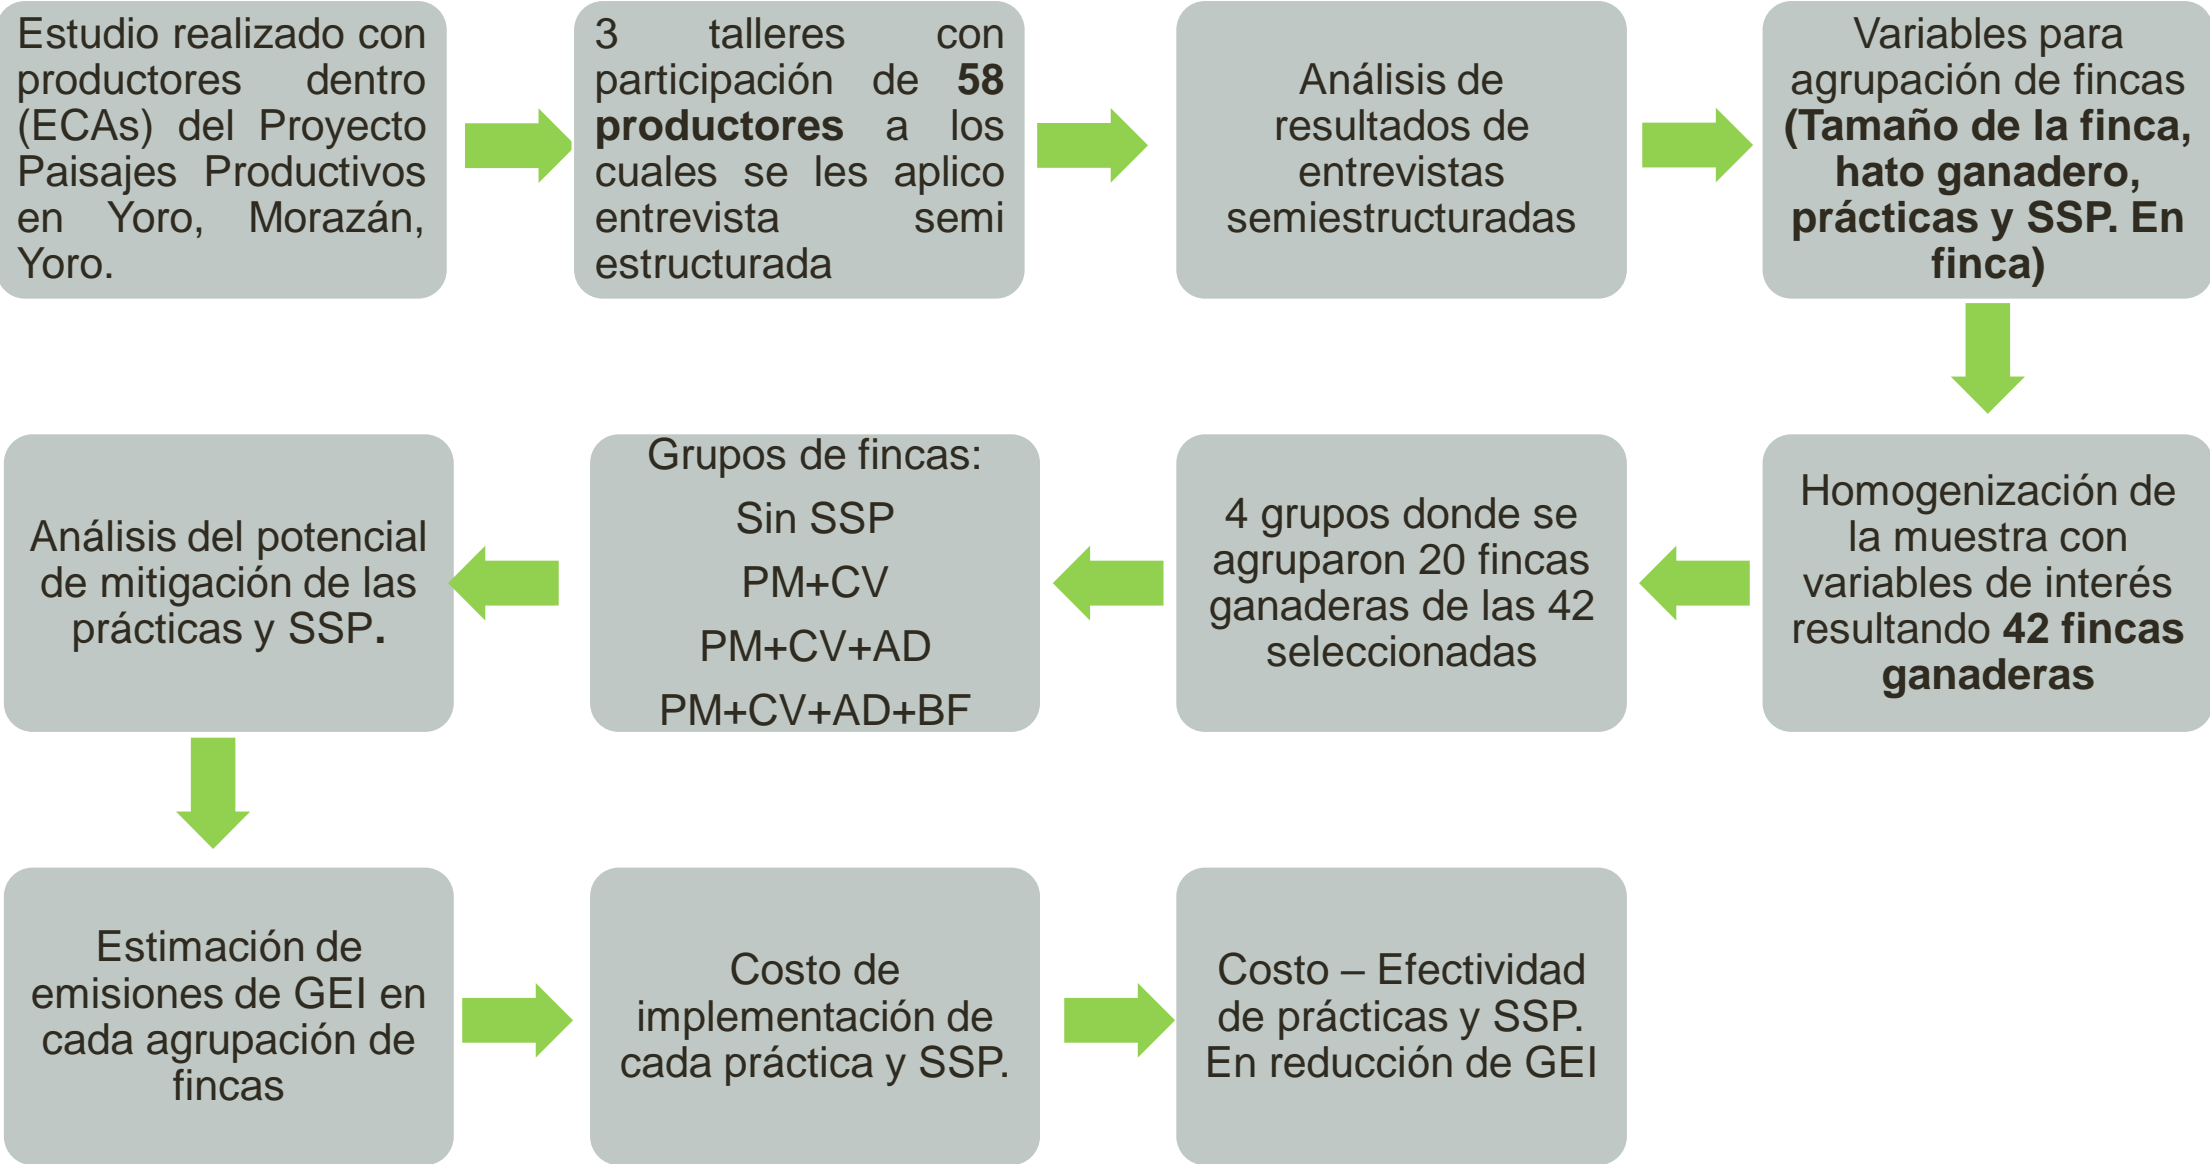 Estudio realizado con
productores dentro
(ECAs) del Proyecto
Paisajes Productivos
en Yoro, Morazán,
Yoro.
3 talleres con
participación de 58
productores a los
cuales se les aplico
entrevista semi
estructurada
Análisis de
resultados de
entrevistas
semiestructuradas
Variables para
agrupación de fincas
(Tamaño de la finca,
hato ganadero,
prácticas y SSP. En
finca)
Homogenización de
la muestra con
variables de interés
resultando 42 fincas
ganaderas
4 grupos donde se
agruparon 20 fincas
ganaderas de las 42
seleccionadas
Grupos de fincas:
Sin SSP
PM+CV
PM+CV+AD
PM+CV+AD+BF
Análisis del potencial
de mitigación de las
prácticas y SSP.
Estimación de
emisiones de GEI en
cada agrupación de
fincas
Costo de
implementación de
cada práctica y SSP.
Costo – Efectividad
de prácticas y SSP.
En reducción de GEI